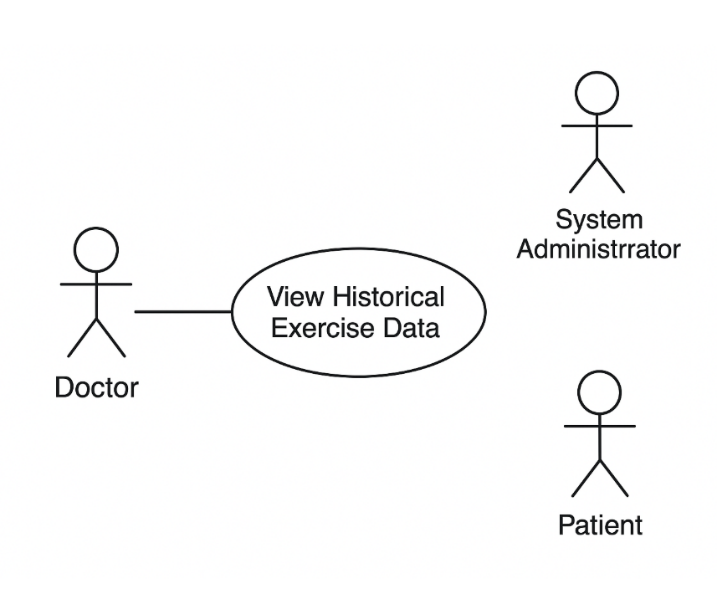 System
Administrrator
View Historical
Exercise Data
Doctor
Patient